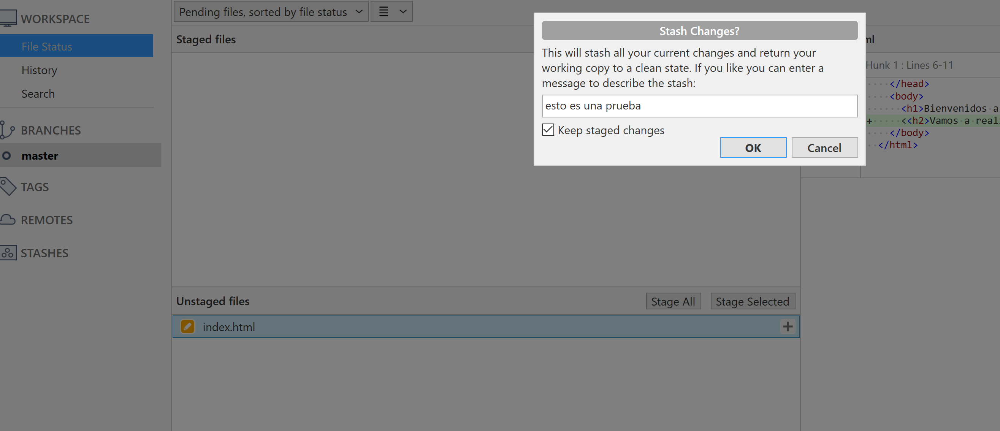 WORKSPACE
File Status
History
Search
BRANCHES
master
TAGS
REMOTES
STASHES
Pending files, sorted by file status
Staged files
Unstaged files
Stage All
Stage Selected
index.html
Stash Changes?
This will stash all your current changes and return your
working copy to a clean state. If you like you can enter a
message to describe the stash:
esto es una prueba
Keep staged changes
OK
Cancel
ml
Hunk 1 : Lines 6-11
</head>
<body>
<h1>Bienvenidos a
+ <<h2>Vamos a real
</body>
</html>